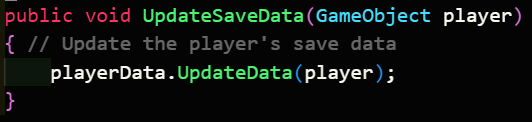 public void UpdateSaveData(GameObject player)
{ // Update the player's save data
    playerData.UpdateData(player);
}